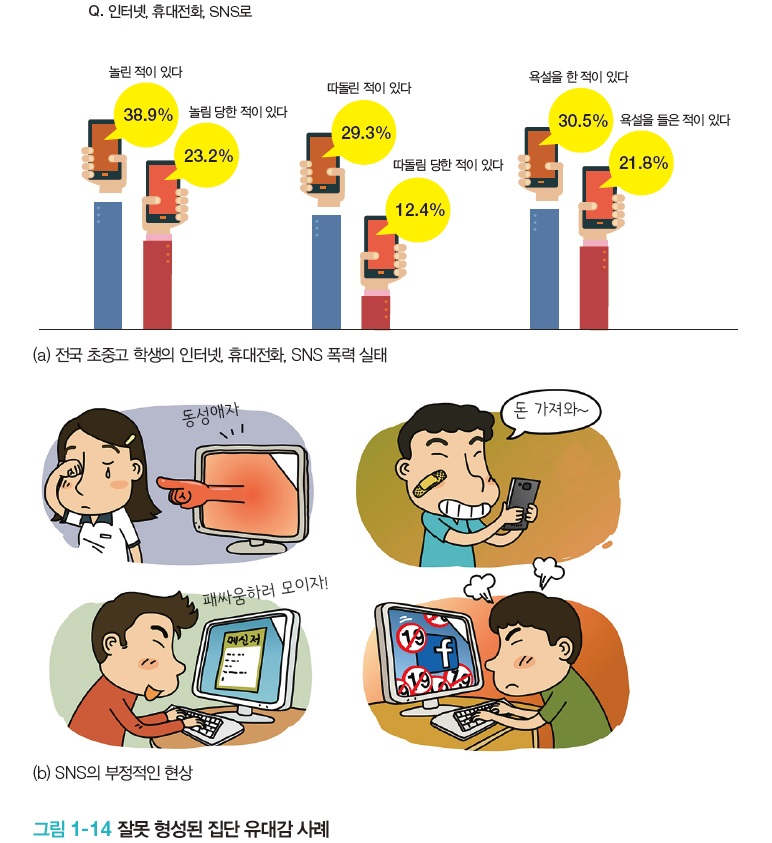 Q. 인터넷, 휴대전화, SNS로
놀린 적이 있다
38.9%
놀림 당한 적이 있다
23.2%
따돌린 적이 있다
29.3%
따돌림 당한 적이 있다
12.4%
욕설을 한 적이 있다
30.5%
욕설을 들은 적이 있다
21.8%
(a) 전국 초중고 학생의 인터넷, 휴대전화, SNS 폭력 실태
동성애자
돈 가져와~
패싸움하러 모이자!
메신저
19
f
19
19
19
(b) SNS의 부정적인 현상
그림 1-14 잘못 형성된 집단 유대감 사례